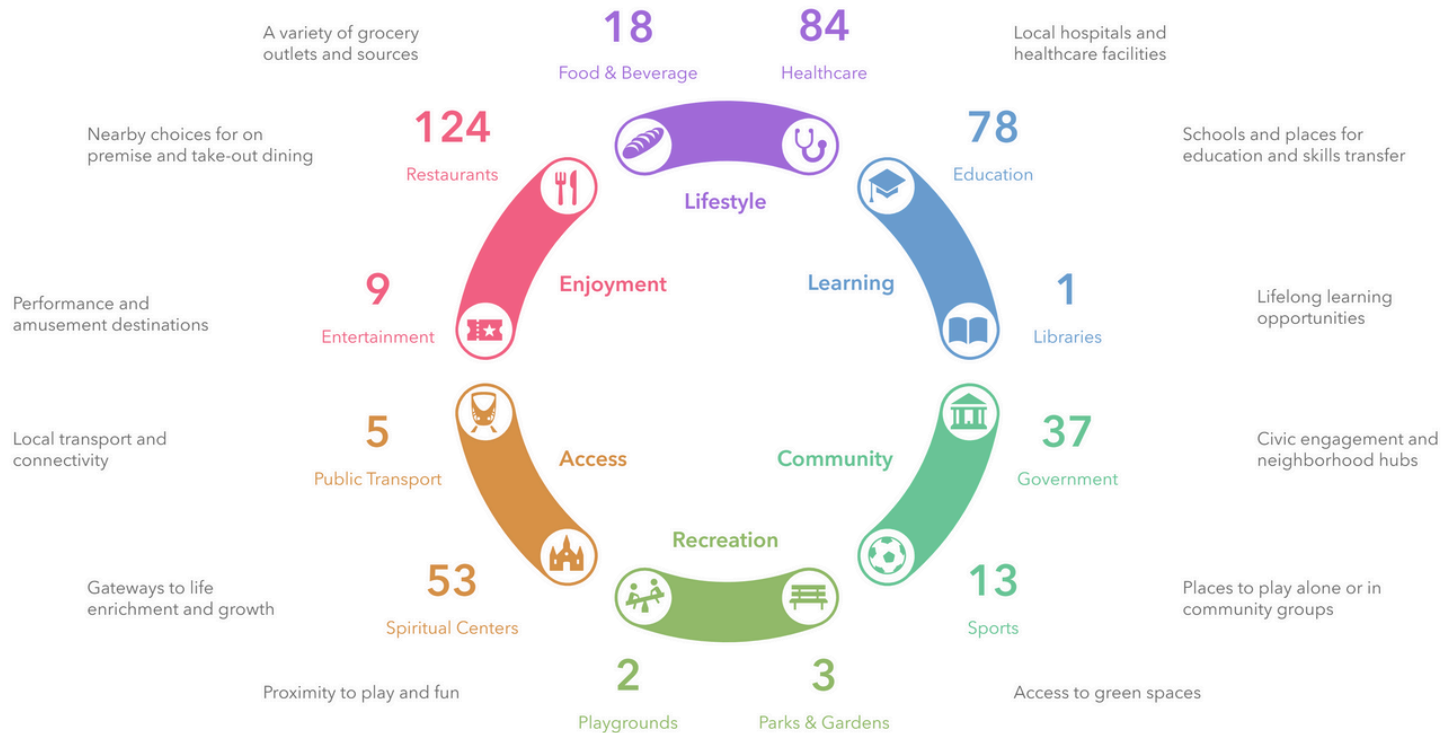 A variety of grocery
outlets and sources
18
Food & Beverage
84
Healthcare
Local hospitals and
healthcare facilities
Nearby choices for on
premise and take-out dining
124
Restaurants
78
Education
Schools and places for
education and skills transfer
Lifestyle
Enjoyment
Learning
Performance and
amusement destinations
9
Entertainment
1
Libraries
Lifelong learning
opportunities
Local transport and
connectivity
5
Public Transport
Access
Community
37
Government
Civic engagement and
neighborhood hubs
Recreation
Gateways to life
enrichment and growth
53
Spiritual Centers
13
Sports
Places to play alone or in
community groups
Proximity to play and fun
2
Playgrounds
3
Parks & Gardens
Access to green spaces